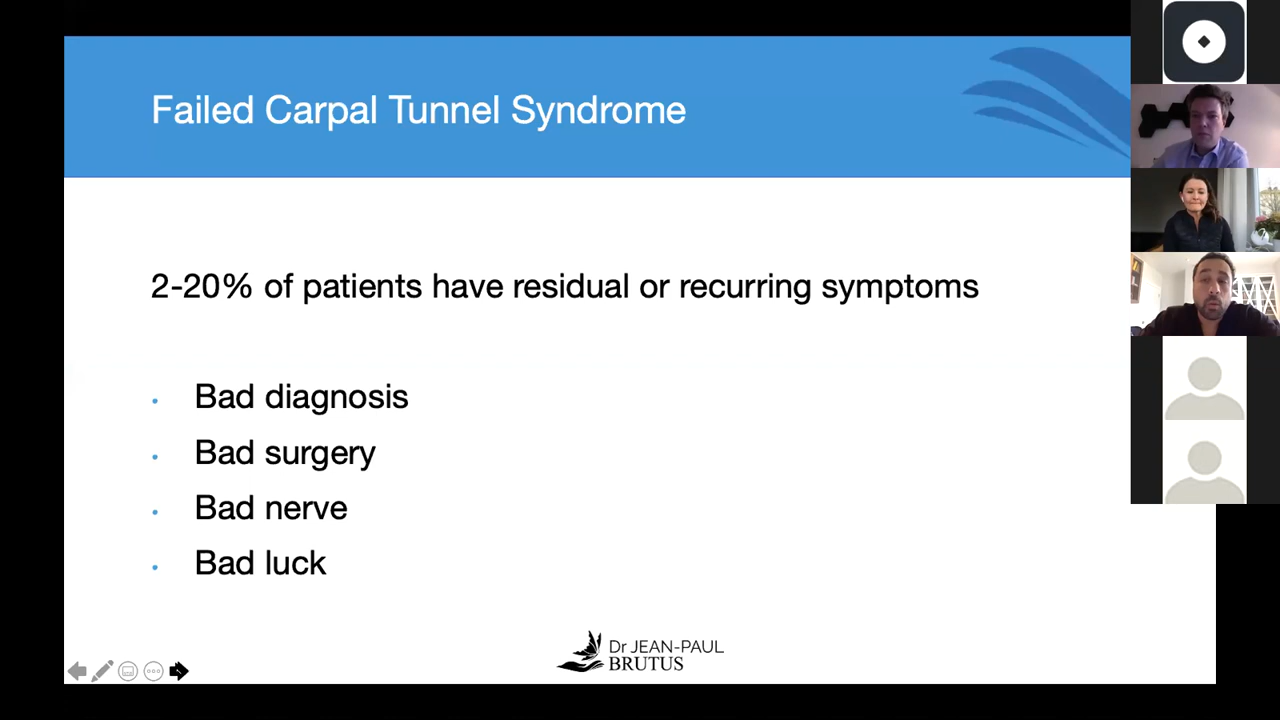 Failed Carpal Tunnel Syndrome
2-20% of patients have residual or recurring symptoms
• Bad diagnosis
• Bad surgery
• Bad nerve
• Bad luck
Dr JEAN-PAUL
BRUTUS